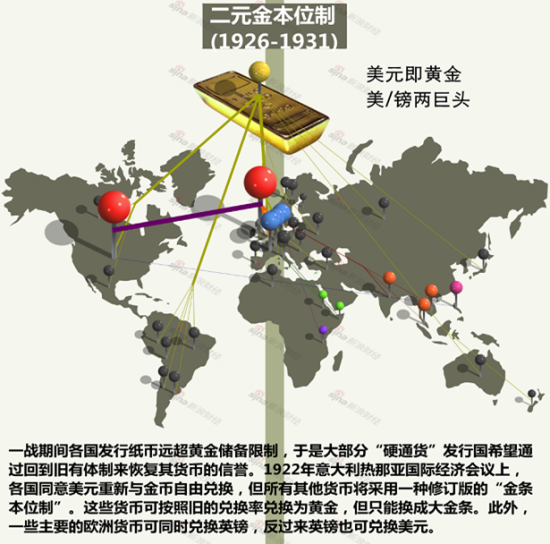 二元金本位制
(1926-1931)
美元即黄金
美/镑两巨头
一战期间各国发行纸币远超黄金储备限制，于是大部分“硬通货”发行国希望通
过回到旧有体制来恢复其货币的信誉。1922年意大利热那亚国际经济会议上，
各国同意美元重新与金币自由兑换，但所有其他货币将采用一种修订版的“金条
本位制”。这些货币可按照旧的兑换率兑换为黄金，但只能换成大金条。此外，
一些主要的欧洲货币可同时兑换英镑，反过来英镑也可兑换美元。